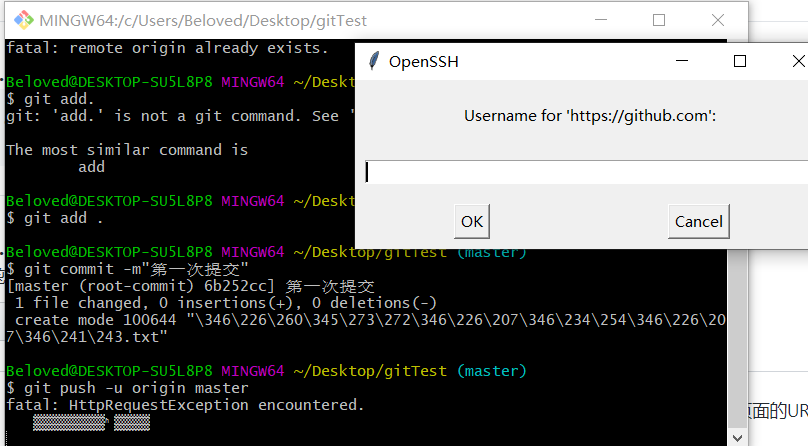 MINGW64:/c/Users/Beloved/Desktop/gitTest
fatal: remote origin already exists.
Beloved@DESKTOP-SU5L8P8 MINGW64 ~/Deskt
$ git add.
git: 'add.' is not a git command. See '
The most similar command is
add
Beloved@DESKTOP-SU5L8P8 MINGW64 ~/Deskt
$ git add .
Beloved@DESKTOP-SU5L8P8 MINGW64 ~/Desktop/gitTest (master)
$ git commit -m"第一次提交"
[master (root-commit) 6b252cc] 第一次提交
1 file changed, 0 insertions(+), 0 deletions(-)
create mode 100644 "\346\226\260\345\273\272\346\226\207\346\234\254\346\226\20
7\346\241\243.txt"
Beloved@DESKTOP-SU5L8P8 MINGW64 ~/Desktop/gitTest (master)
$ git push -u origin master
fatal: HttpRequestException encountered.
OpenSSH
Username for 'https://github.com':
OK
Cancel
页面的UR